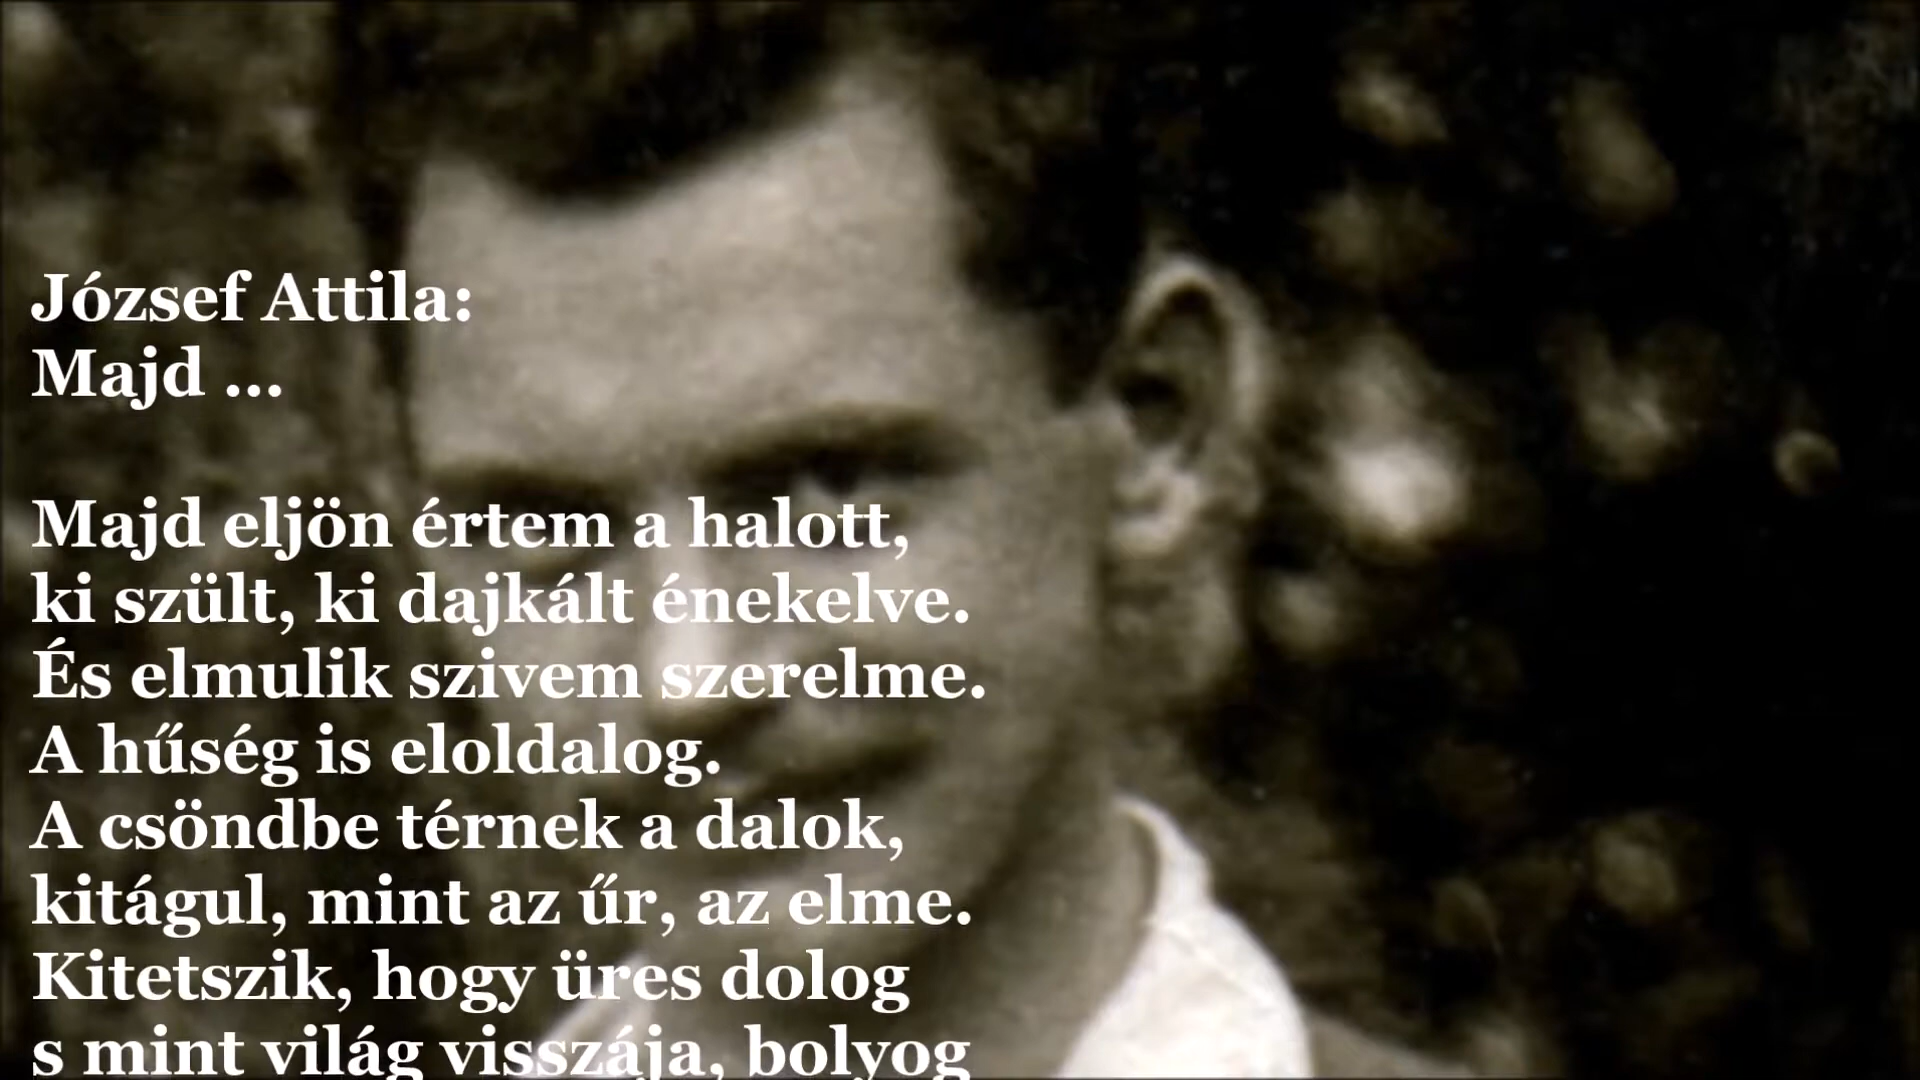 József Attila:
Majd ...
Majd eljön értem a halott,
ki szült, ki dajkált énekelve.
És elmulik szivem szerelme.
A hűség is eloldalog.
A csöndbe térnek a dalok,
kitágul, mint az űr, az elme.
Kitetszik, hogy üres dolog
s mint világ visszája, bolyog